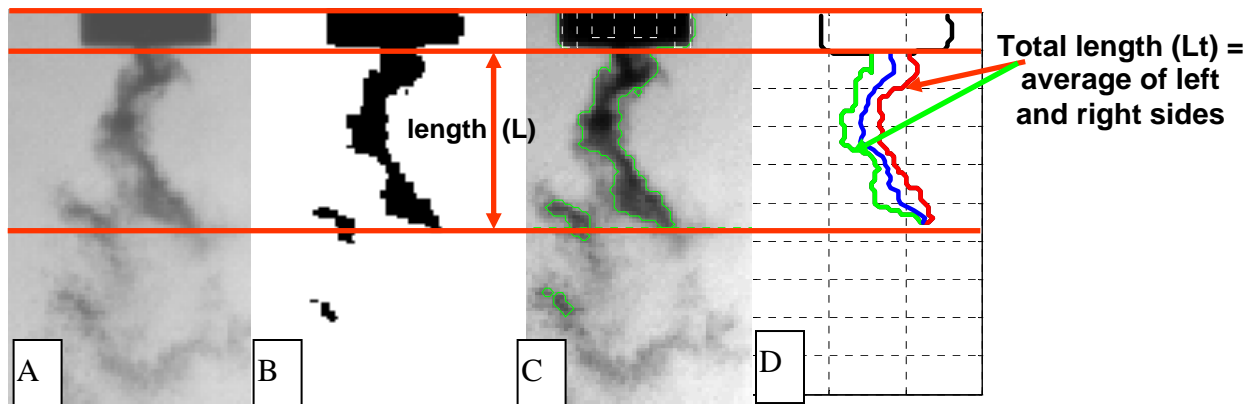 Total length (Lt) =
average of left
and right sides
length (L)
A
B
C
D